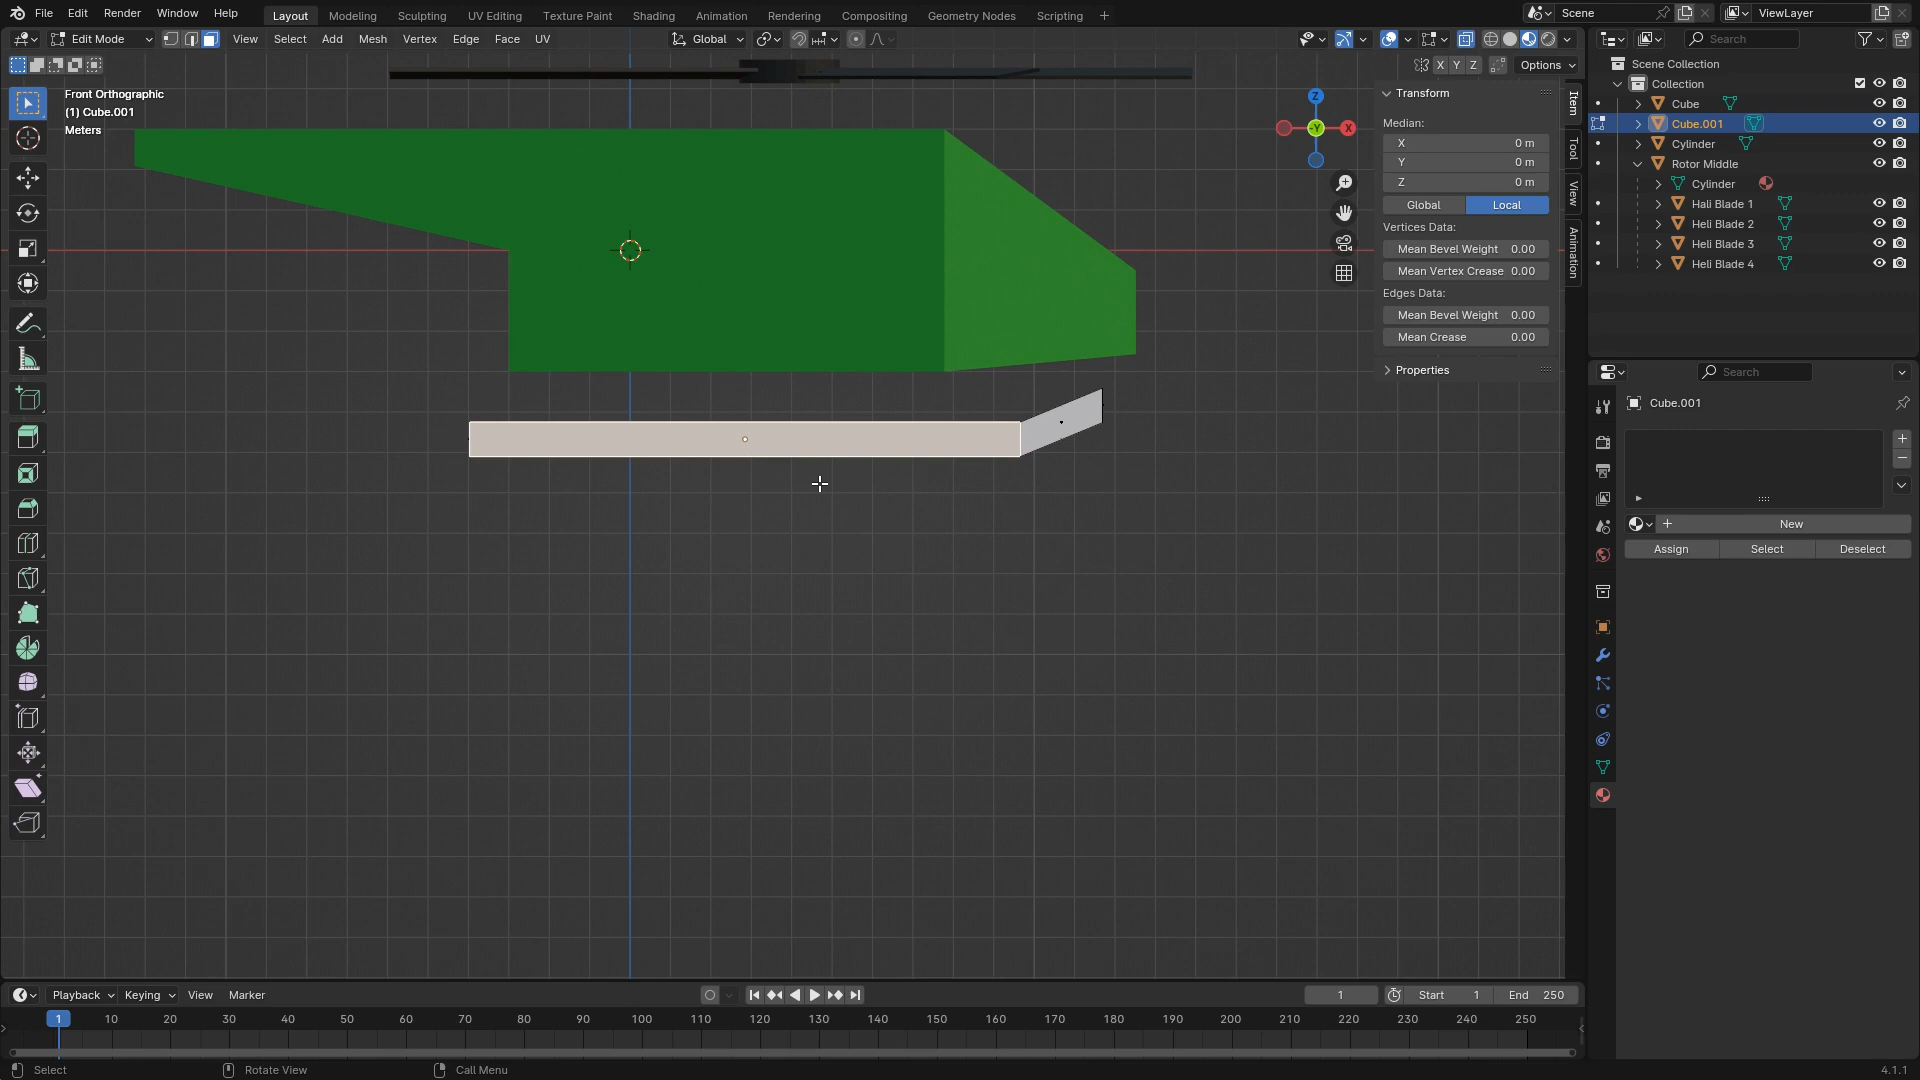 File Edit Render Window Help Layout Modeling Sculpting UV Editing Texture Paint Shading Animation Rendering Compositing Geometry Nodes Scripting + Scene ViewLayer
Edit Mode View Select Add Mesh Vertex Edge Face UV Global Search
X Y Z Options
Front Orthographic
(1) Cube.001
Meters
Z
-Y
X
Transform
Median:
X 0 m
Y 0 m
Z 0 m
Global Local
Vertices Data:
Mean Bevel Weight 0.00
Mean Vertex Crease 0.00
Edges Data:
Mean Bevel Weight 0.00
Mean Crease 0.00
Properties
Item
Tool
View
Animation
Scene Collection
Collection
Cube
Cube.001
Cylinder
Rotor Middle
Cylinder
Heli Blade 1
Heli Blade 2
Heli Blade 3
Heli Blade 4
Search
Cube.001
New
Assign Select Deselect
Playback Keying View Marker 1 Start 1 End 250
1 10 20 30 40 50 60 70 80 90 100 110 120 130 140 150 160 170 180 190 200 210 220 230 240 250
Select Rotate View Call Menu 4.1.1